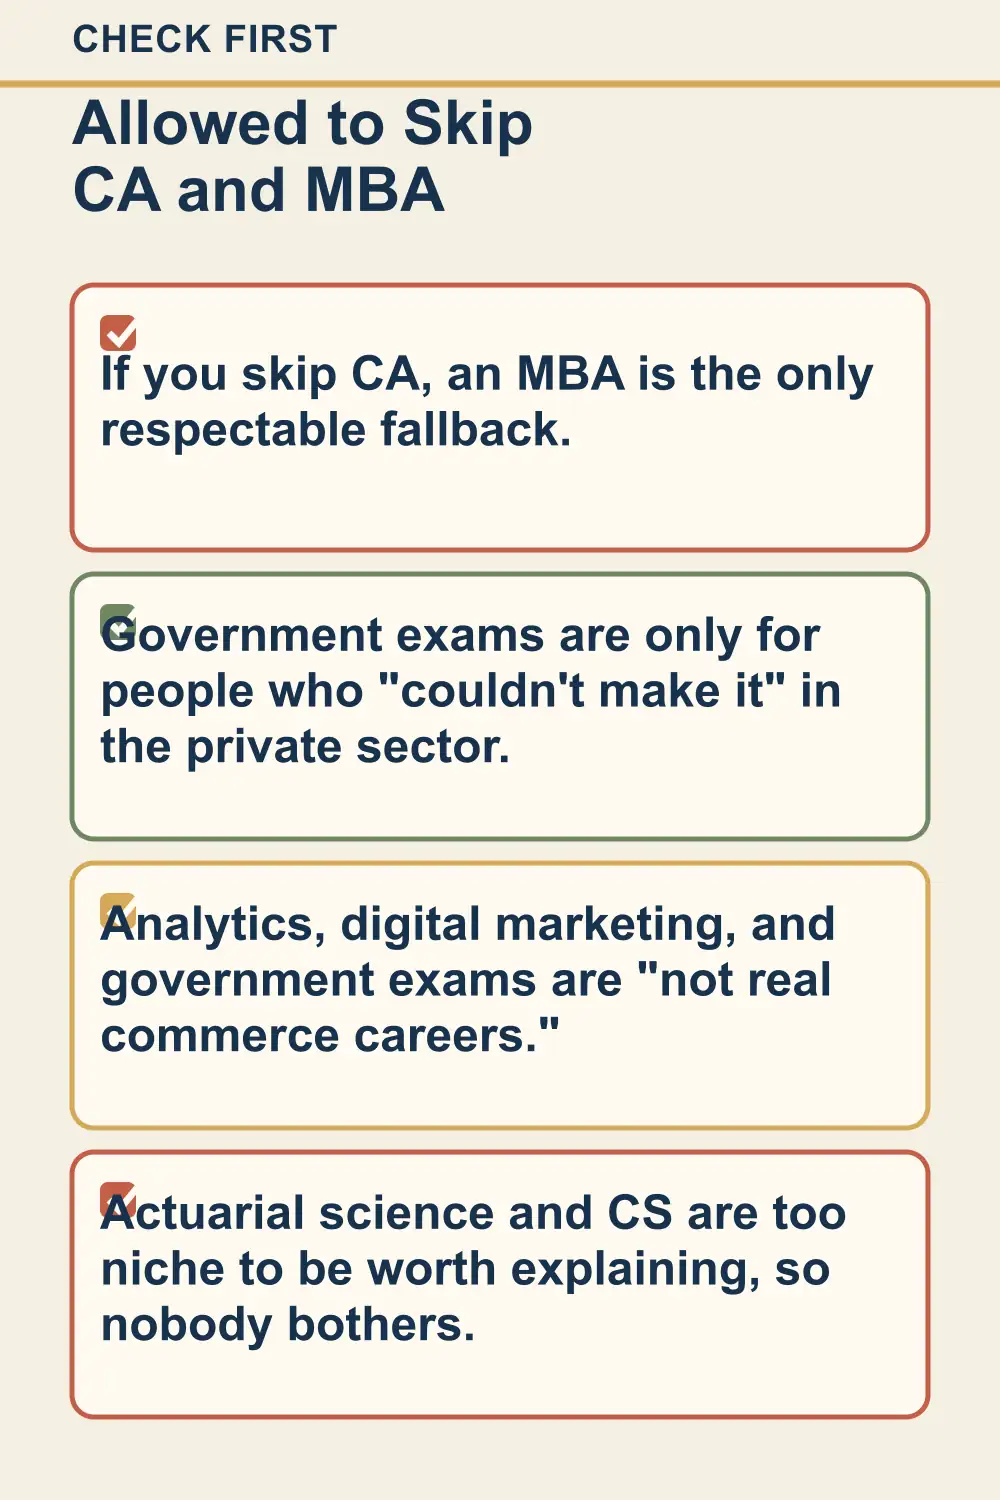 CHECK FIRST
Allowed to Skip
CA and MBA
If you skip CA, an MBA is the only
respectable fallback.
Government exams are only for
people who "couldn't make it" in
the private sector.
Analytics, digital marketing, and
government exams are "not real
commerce careers."
Actuarial science and CS are too
niche to be worth explaining, so
nobody bothers.